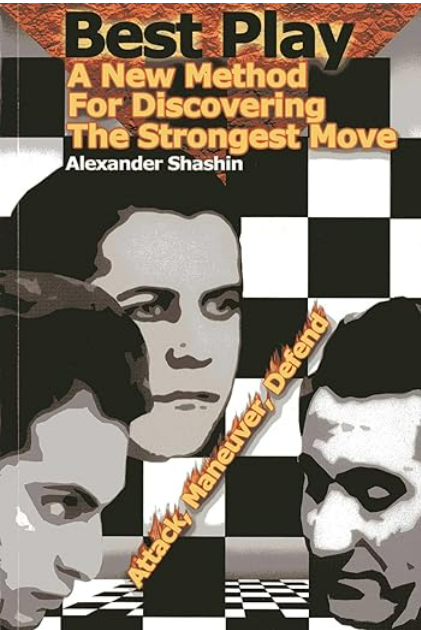 Best Play
A New Method
For Discovering
The Strongest Move
Alexander Shashin
Attack, Maneuver, Defend